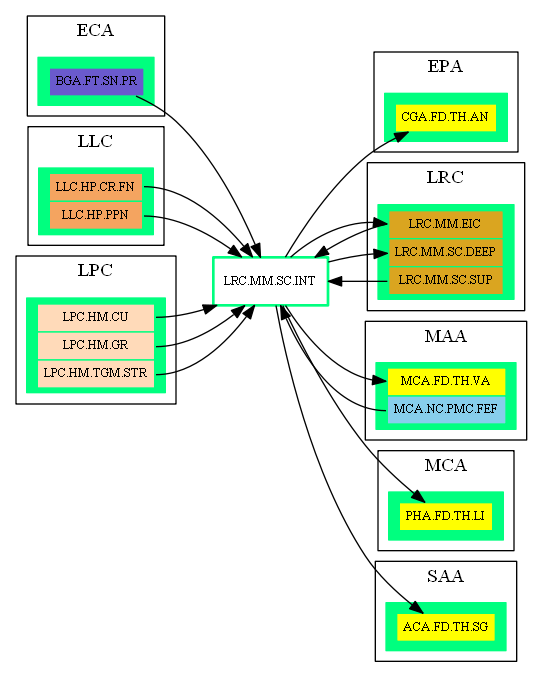 ECA
BGA.FT.SN.PR
LLC
LLC.HP.CR.FN
LLC.HP.PPN
LPC
LPC.HM.CU
LPC.HM.GR
LPC.HM.TGM.STR
LRC.MM.SC.INT
EPA
CGA.FD.TH.AN
LRC
LRC.MM.EIC
LRC.MM.SC.DEEP
LRC.MM.SC.SUP
MAA
MCA.FD.TH.VA
MCA.NC.PMC.FEF
MCA
PHA.FD.TH.LI
SAA
ACA.FD.TH.SG